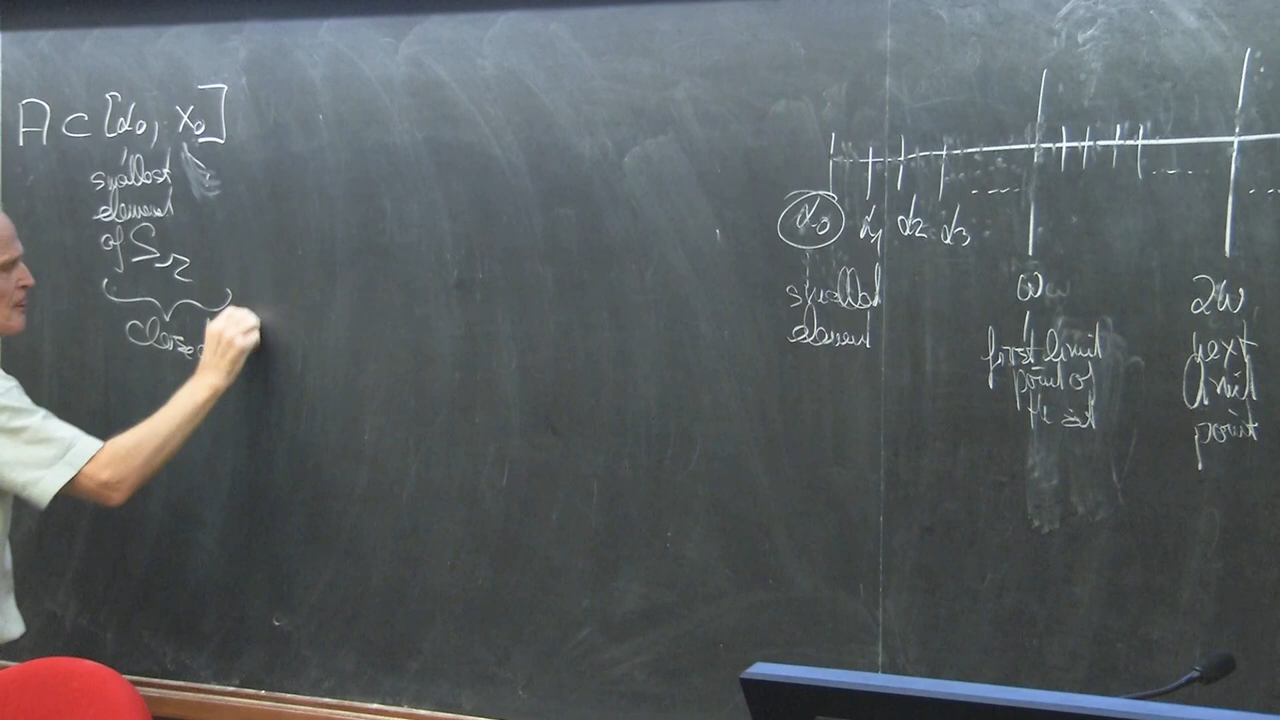 A ⊂ [α₀, x₀]
smallest
element
of S_Ω
closed
α₀ α₁ α₂ α₃ ..... ..... ...
smallest
element
ω
first limit
point of
the set
2ω
next
limit
point